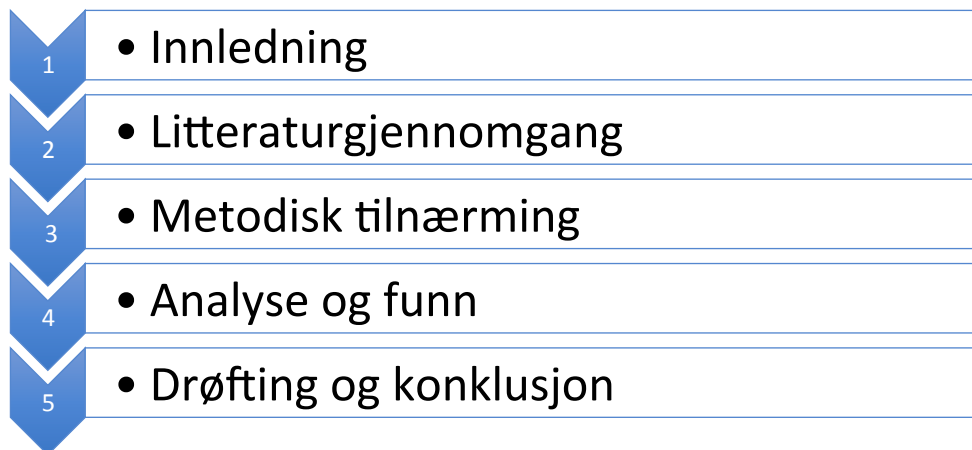 1 • Innledning
2 • Litteraturgjennomgang
3 • Metodisk tilnærming
4 • Analyse og funn
5 • Drøfting og konklusjon